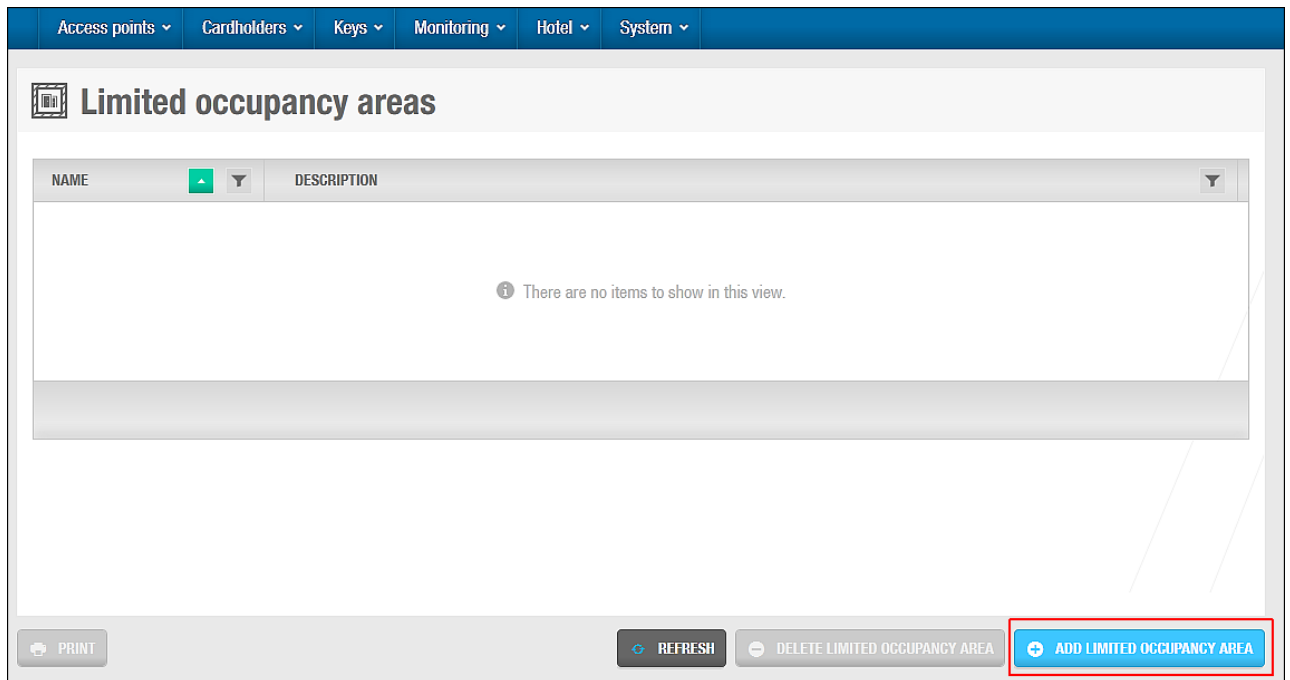 Access points Cardholders Keys Monitoring Hotel System
Limited occupancy areas
NAME DESCRIPTION
There are no items to show in this view.
PRINT REFRESH DELETE LIMITED OCCUPANCY AREA ADD LIMITED OCCUPANCY AREA